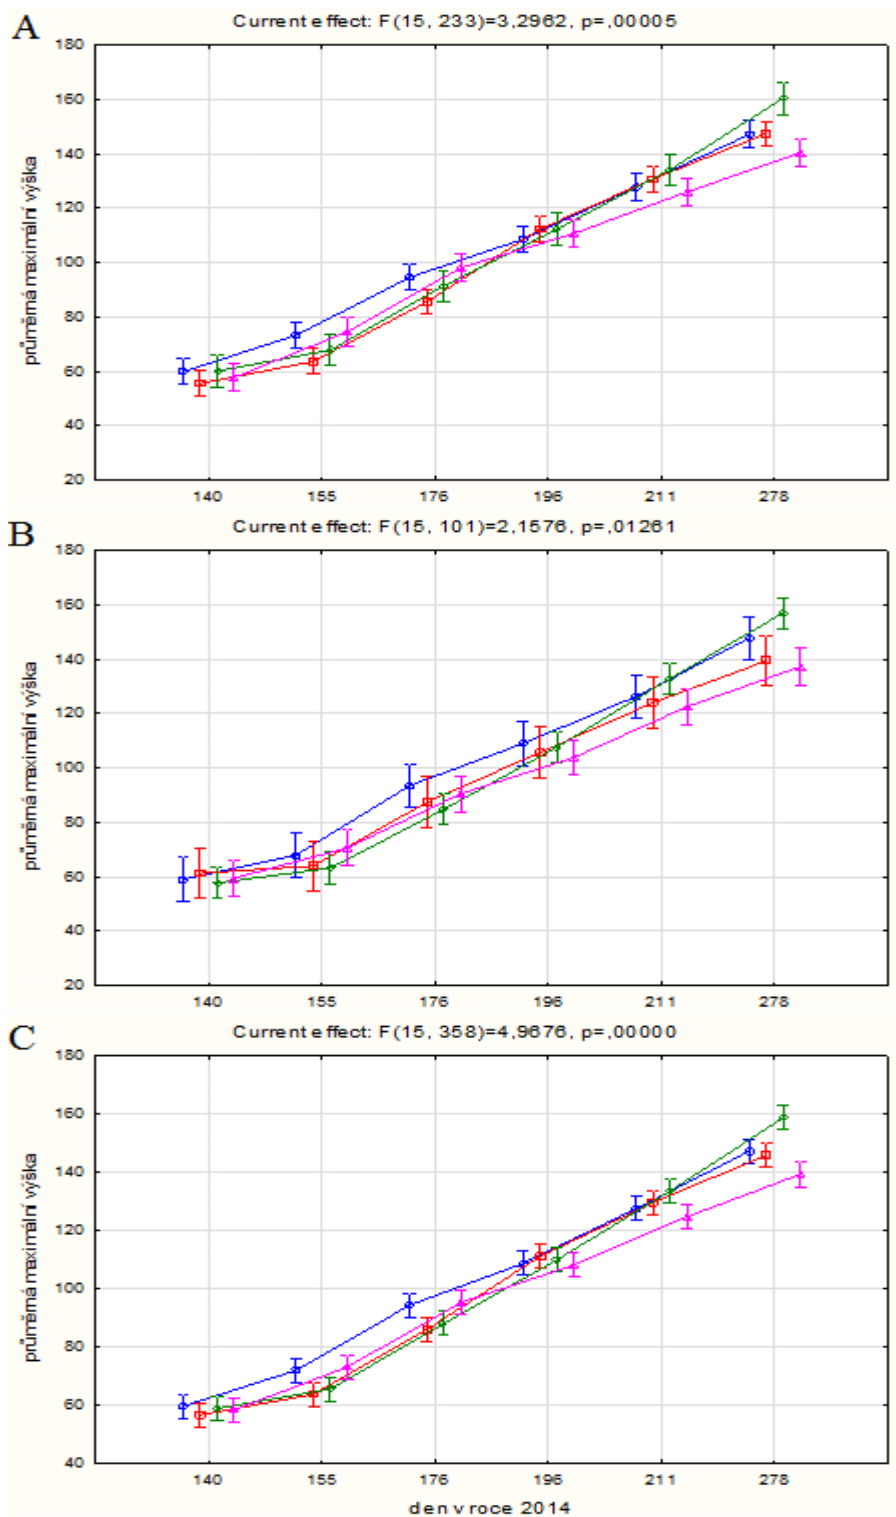 A
Current effect: F(15, 233)=3,2962, p=,00005
180
160
140
120
100
80
60
40
20
průměrná maximální výška
140 155 176 196 211 278
B
Current effect: F(15, 101)=2,1576, p=,01261
180
160
140
120
100
80
60
40
20
průměrná maximální výška
140 155 176 196 211 278
C
Current effect: F(15, 358)=4,9676, p=,00000
180
160
140
120
100
80
60
40
průměrná maximální výška
140 155 176 196 211 278
den v roce 2014